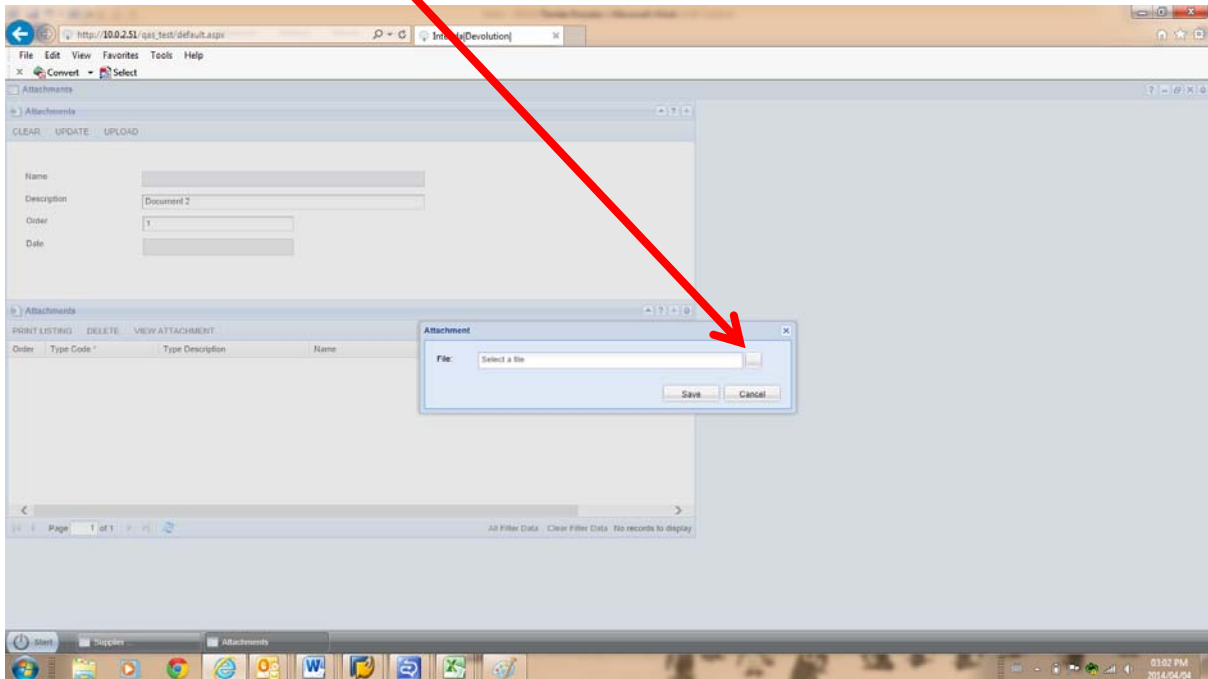 http://10.0.2.51/qas_test/default.aspx
File Edit View Favorites Tools Help
Convert Select
Attachments
Attachments
CLEAR UPDATE UPLOAD
Name
Description Document 2
Order 1
Date
Attachments
PRINT LISTING DELETE VIEW ATTACHMENT
Order Type Code Type Description Name
Attachment
File: Select a file
Save Cancel
Page 1 of 1 All Filter Data Clear Filter Data No records to display
Start Supplies Attachments
03:02 PM
2014/04/04